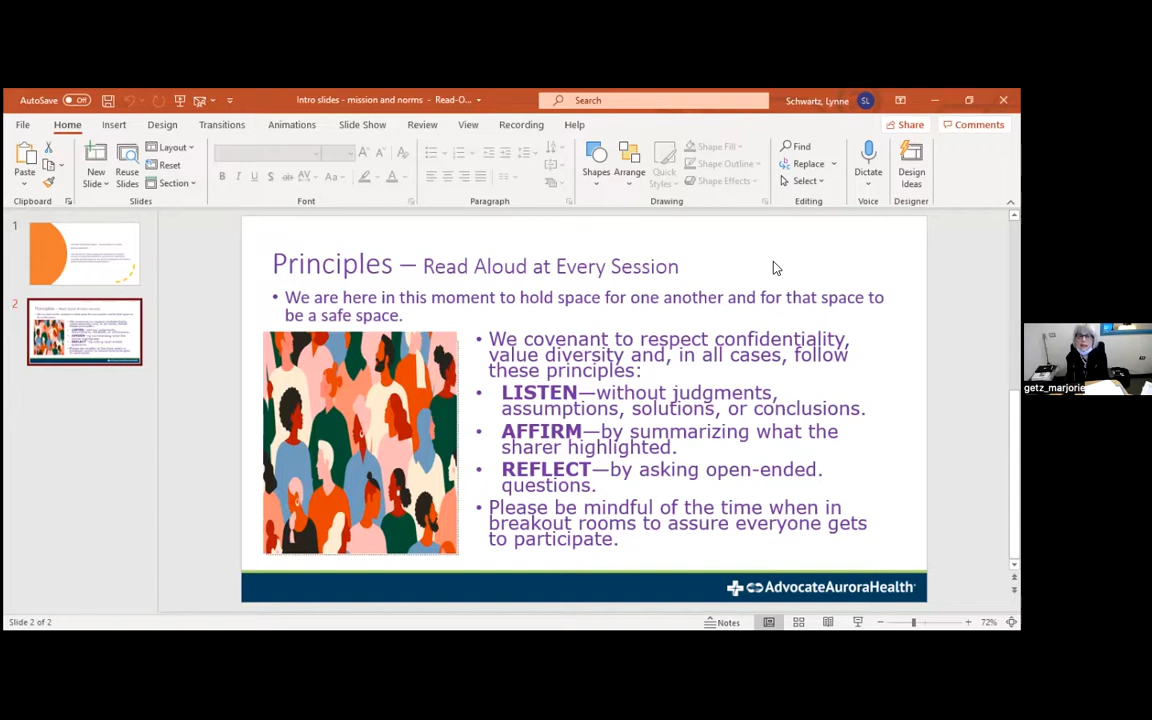 AutoSave Off Intro slides - mission and norms - Read-O... Search Schwartz, Lynne SL
File Home Insert Design Transitions Animations Slide Show Review View Recording Help Share Comments
Paste New Slides Reuse Slides Layout Reset Section B I U S ab AV Aa A A A A Shapes Arrange Quick Styles Shape Fill Shape Outline Shape Effects Find Replace Select Dictate Design Ideas
Clipboard Slides Font Paragraph Drawing Editing Voice Designer
1
2
Principles – Read Aloud at Every Session
• We are here in this moment to hold space for one another and for that space to
be a safe space.
• We covenant to respect confidentiality,
value diversity and, in all cases, follow
these principles:
• LISTEN—without judgments,
assumptions, solutions, or conclusions.
• AFFIRM—by summarizing what the
sharer highlighted.
• REFLECT—by asking open-ended.
questions.
• Please be mindful of the time when in
breakout rooms to assure everyone gets
to participate.
AdvocateAuroraHealth
getz_marjorie
Slide 2 of 2 Notes 72%